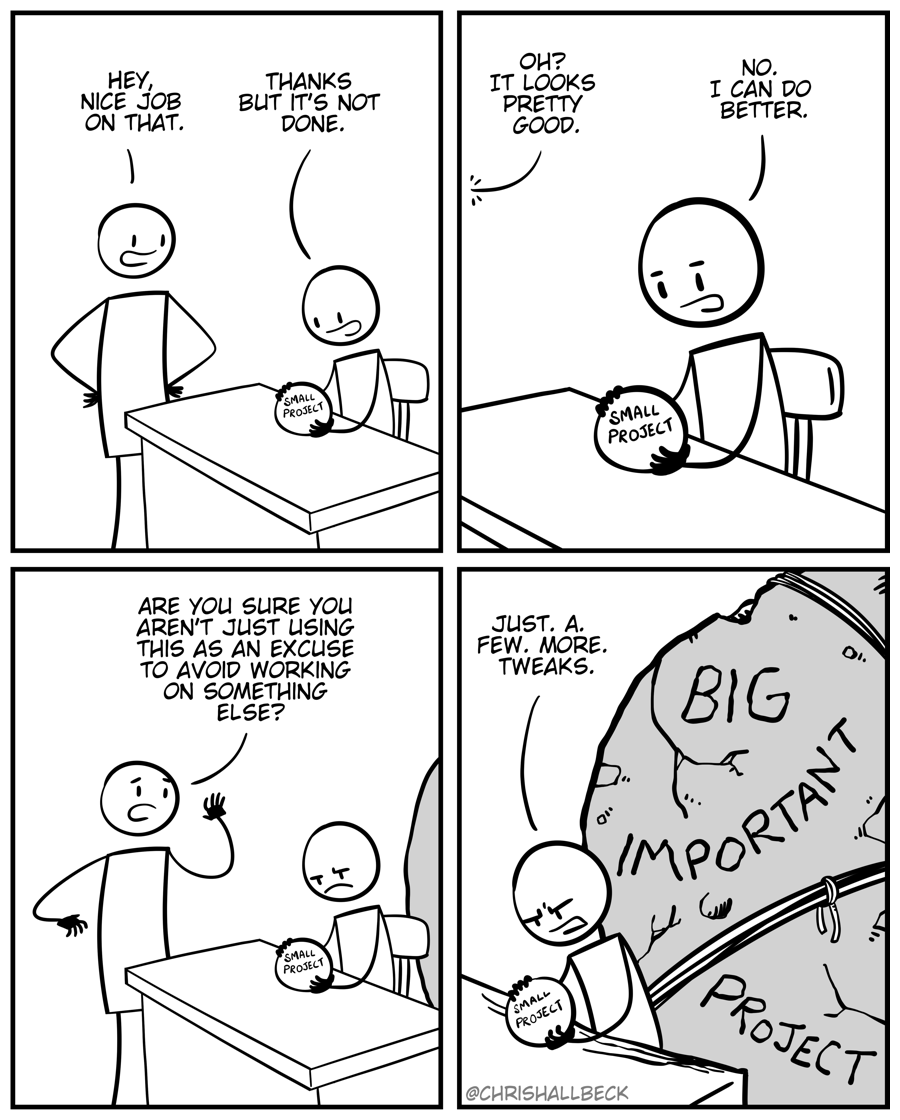 HEY,
NICE JOB
ON THAT.
THANKS
BUT IT'S NOT
DONE.
SMALL
PROJECT
OH?
IT LOOKS
PRETTY
GOOD.
NO.
I CAN DO
BETTER.
SMALL
PROJECT
ARE YOU SURE YOU
AREN'T JUST USING
THIS AS AN EXCUSE
TO AVOID WORKING
ON SOMETHING
ELSE?
SMALL
PROJECT
JUST. A.
FEW. MORE.
TWEAKS.
BIG
IMPORTANT
PROJECT
SMALL
PROJECT
@CHRISHALLBECK